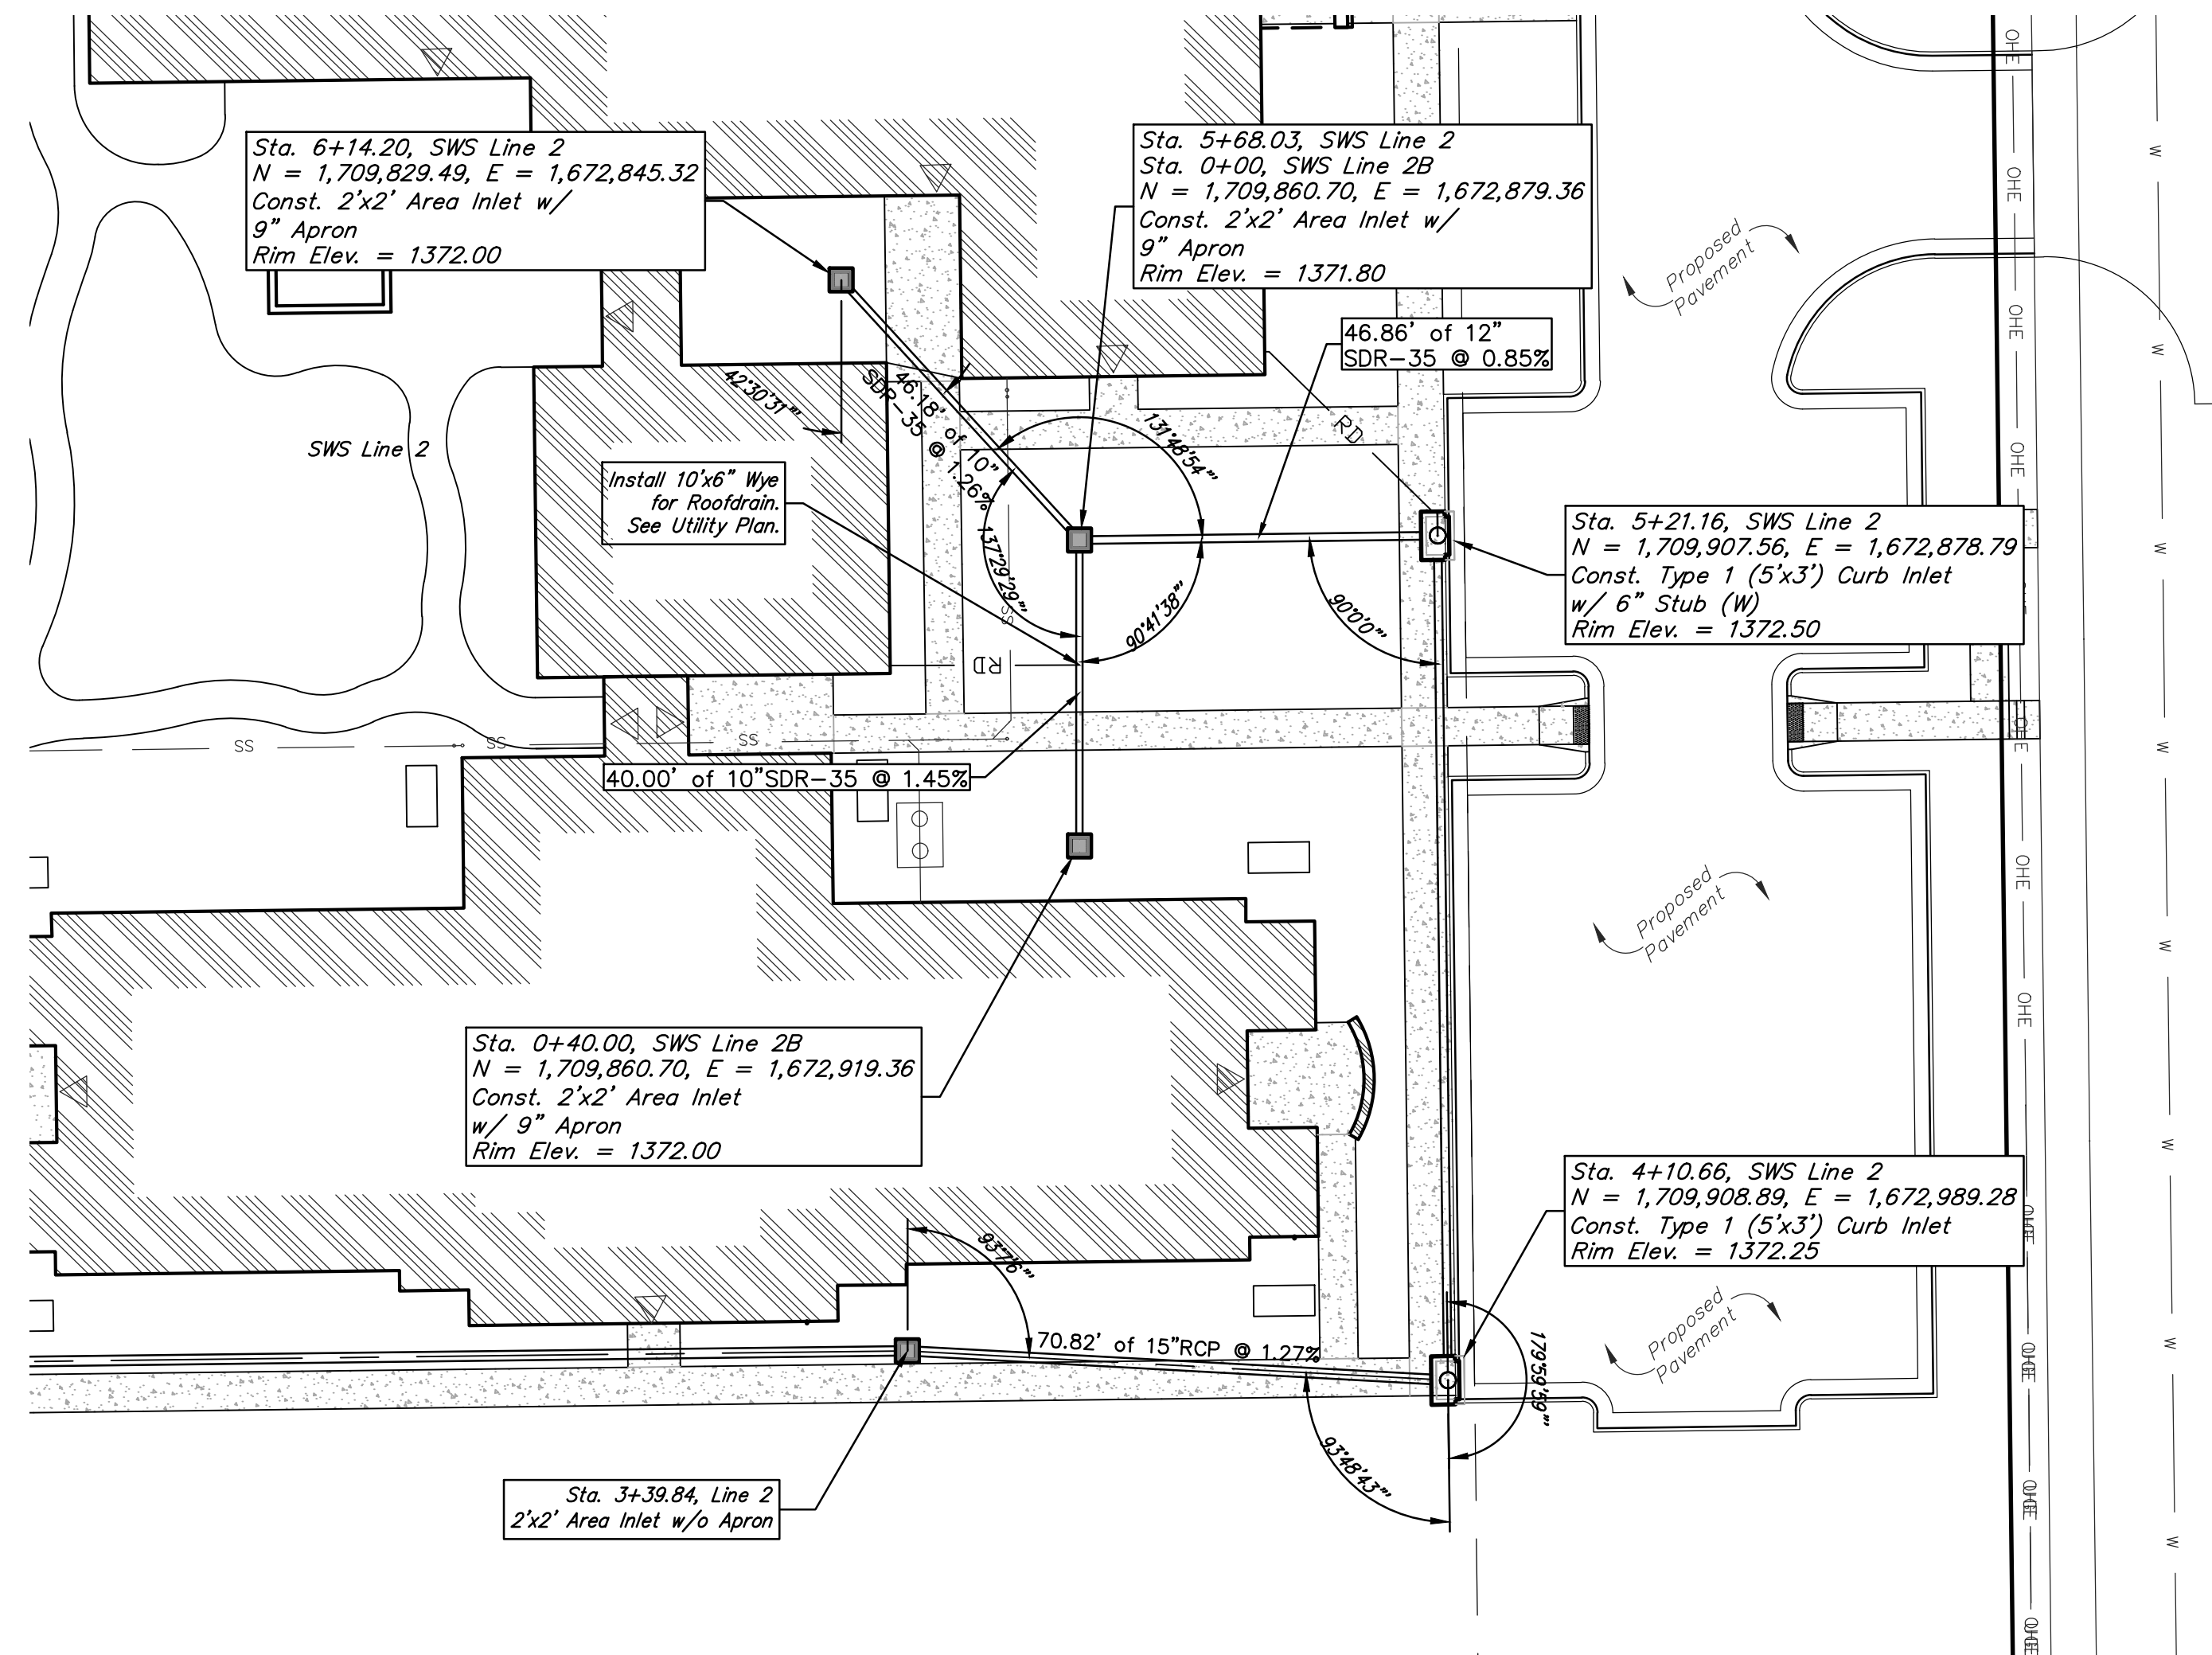 Sta. 6+14.20, SWS Line 2
N = 1,709,829.49, E = 1,672,845.32
Const. 2'x2' Area Inlet w/
9" Apron
Rim Elev. = 1372.00
Sta. 5+68.03, SWS Line 2
Sta. 0+00, SWS Line 2B
N = 1,709,860.70, E = 1,672,879.36
Const. 2'x2' Area Inlet w/
9" Apron
Rim Elev. = 1371.80
46.86' of 12"
SDR-35 @ 0.85%
Proposed
Pavement
42°30'31"'
46.18' of 10"
SDR-35 @ 1.26%
131°48'54"'
RD
SWS Line 2
Install 10'x6" Wye
for Roofdrain.
See Utility Plan.
137°29'29"'
90°41'38"'
90°0'0"'
Sta. 5+21.16, SWS Line 2
N = 1,709,907.56, E = 1,672,878.79
Const. Type 1 (5'x3') Curb Inlet
w/ 6" Stub (W)
Rim Elev. = 1372.50
RD
SS
SS
SS
SS
40.00' of 10"SDR-35 @ 1.45%
Proposed
Pavement
Sta. 0+40.00, SWS Line 2B
N = 1,709,860.70, E = 1,672,919.36
Const. 2'x2' Area Inlet
w/ 9" Apron
Rim Elev. = 1372.00
Sta. 4+10.66, SWS Line 2
N = 1,709,908.89, E = 1,672,989.28
Const. Type 1 (5'x3') Curb Inlet
Rim Elev. = 1372.25
93°7'6"'
70.82' of 15"RCP @ 1.27%
179°59'59"'
93°48'43"'
Proposed
Pavement
Sta. 3+39.84, Line 2
2'x2' Area Inlet w/o Apron
OHE
OHE
OHE
OHE
OHE
OHE
OHE
W
W
W
W
W
W
W
W